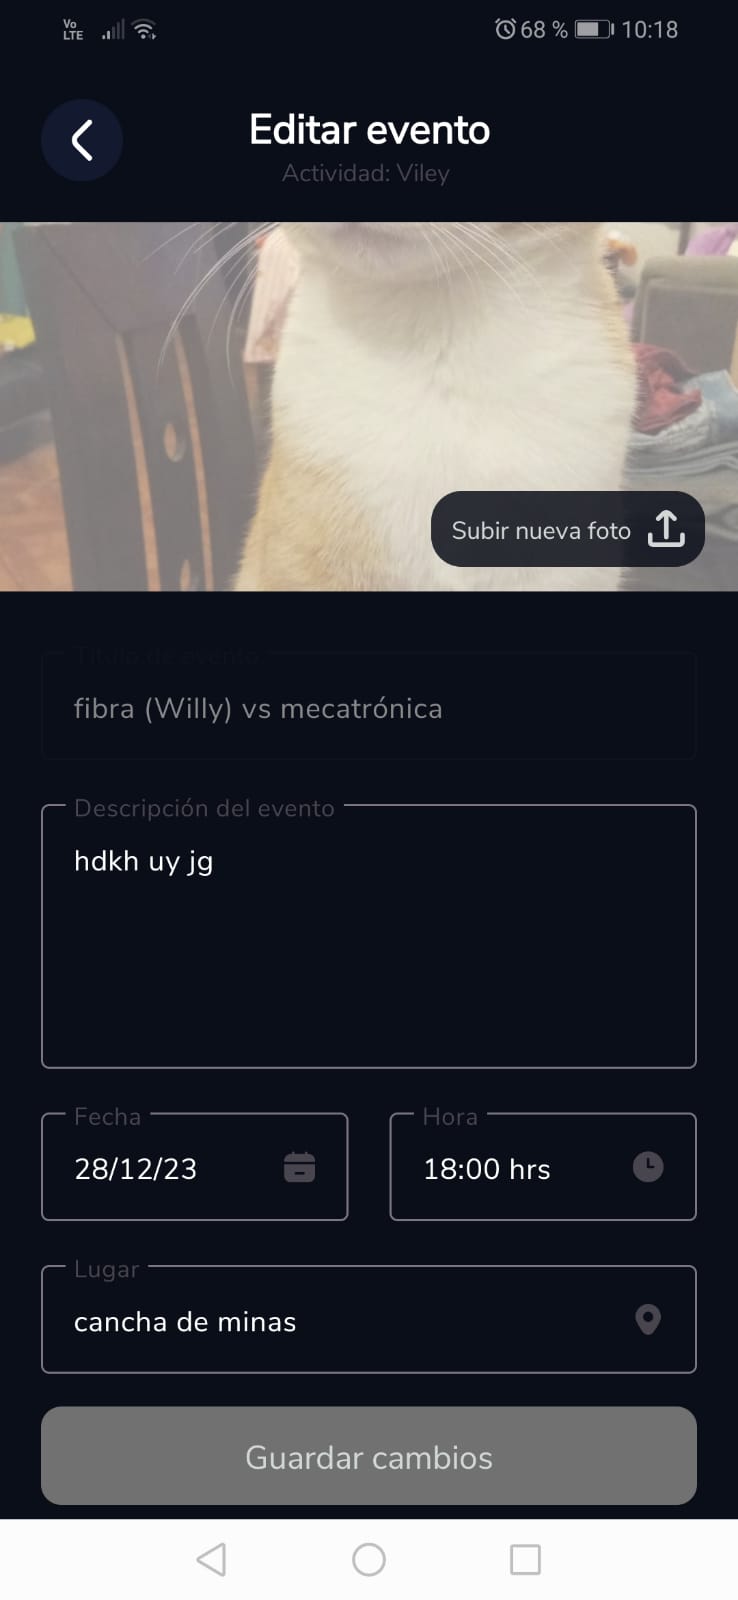 Vo
LTE
68 %
10:18
Editar evento
Actividad: Viley
Subir nueva foto
Título de evento
fibra (Willy) vs mecatrónica
Descripción del evento
hdkh uy jg
Fecha
Hora
28/12/23
18:00 hrs
Lugar
cancha de minas
Guardar cambios